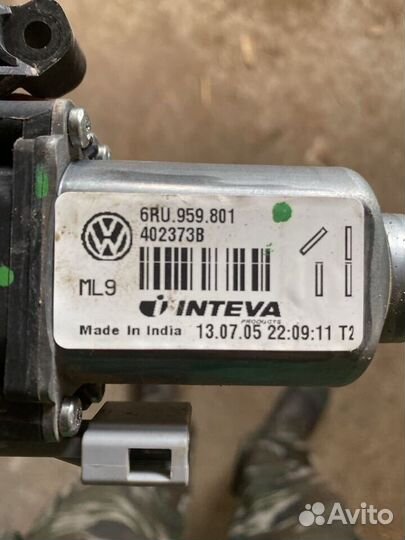 6RU.959.801
402373B
ML9
INTEVA
PRODUCTS
Made In India 13.07.05 22:09:11 T2
Avito